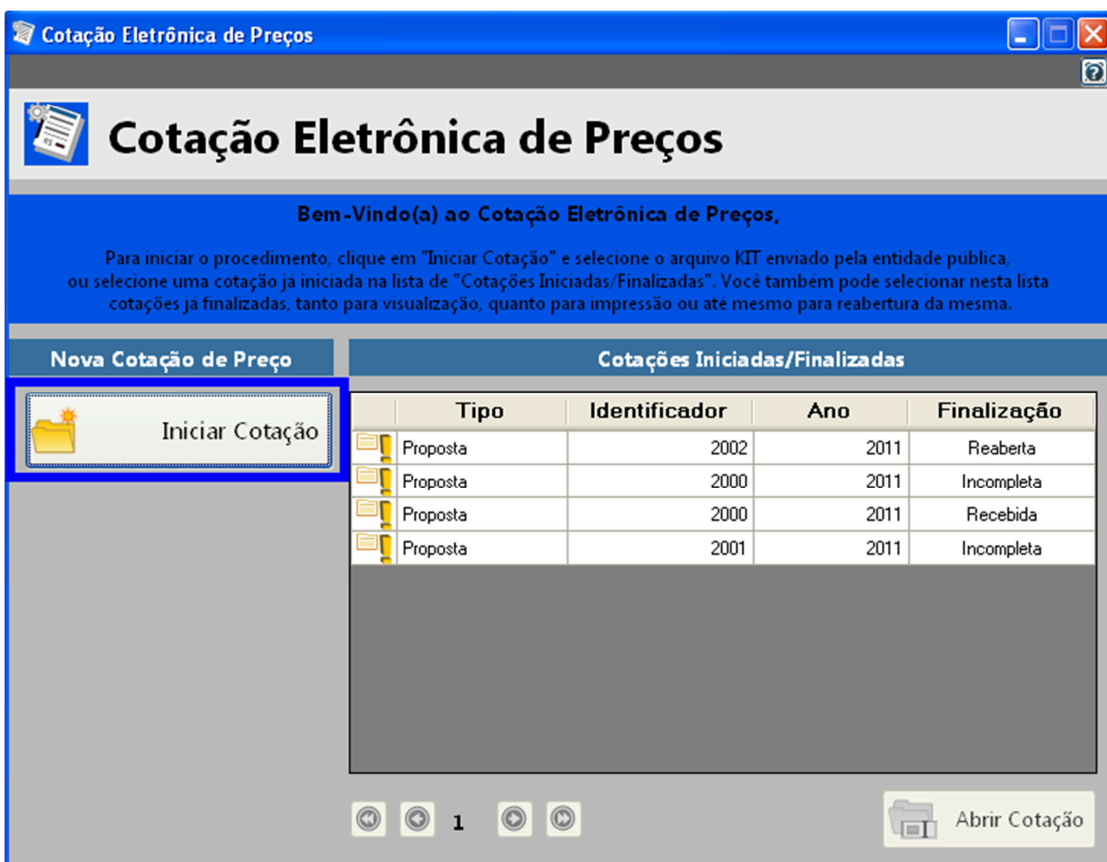 Cotação Eletrônica de Preços
Cotação Eletrônica de Preços
Bem-Vindo(a) ao Cotação Eletrônica de Preços,
Para iniciar o procedimento, clique em "Iniciar Cotação" e selecione o arquivo KIT enviado pela entidade pública,
ou selecione uma cotação já iniciada na lista de "Cotações Iniciadas/Finalizadas". Você também pode selecionar nesta lista
cotações já finalizadas, tanto para visualização, quanto para impressão ou até mesmo para reabertura da mesma.
Nova Cotação de Preço
Iniciar Cotação
Cotações Iniciadas/Finalizadas
Tipo Identificador Ano Finalização
Proposta 2002 2011 Reaberta
Proposta 2000 2011 Incompleta
Proposta 2000 2011 Recebida
Proposta 2001 2011 Incompleta
1
Abrir Cotação